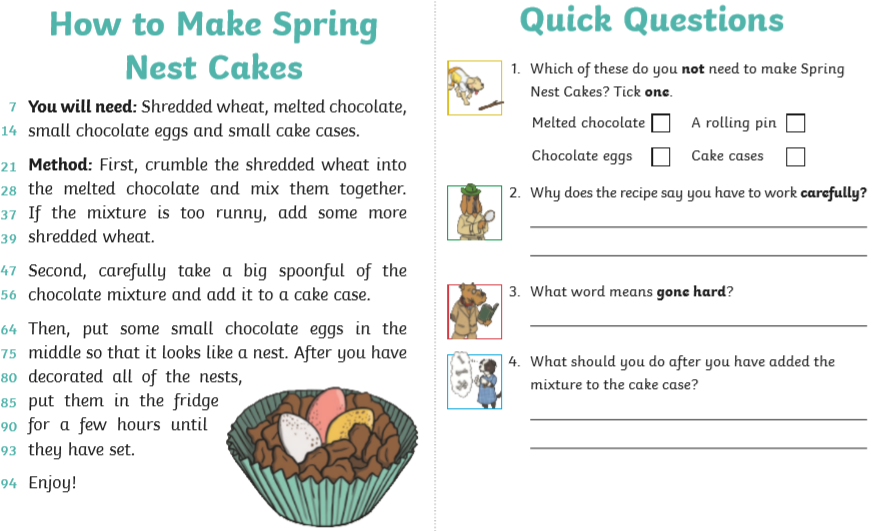 How to Make Spring
Nest Cakes
7 You will need: Shredded wheat, melted chocolate,
14 small chocolate eggs and small cake cases.
21 Method: First, crumble the shredded wheat into
28 the melted chocolate and mix them together.
37 If the mixture is too runny, add some more
39 shredded wheat.
47 Second, carefully take a big spoonful of the
56 chocolate mixture and add it to a cake case.
64 Then, put some small chocolate eggs in the
75 middle so that it looks like a nest. After you have
80 decorated all of the nests,
85 put them in the fridge
90 for a few hours until
93 they have set.
94 Enjoy!
Quick Questions
1. Which of these do you not need to make Spring
Nest Cakes? Tick one.
Melted chocolate A rolling pin
Chocolate eggs Cake cases
2. Why does the recipe say you have to work carefully?
3. What word means gone hard?
4. What should you do after you have added the
mixture to the cake case?